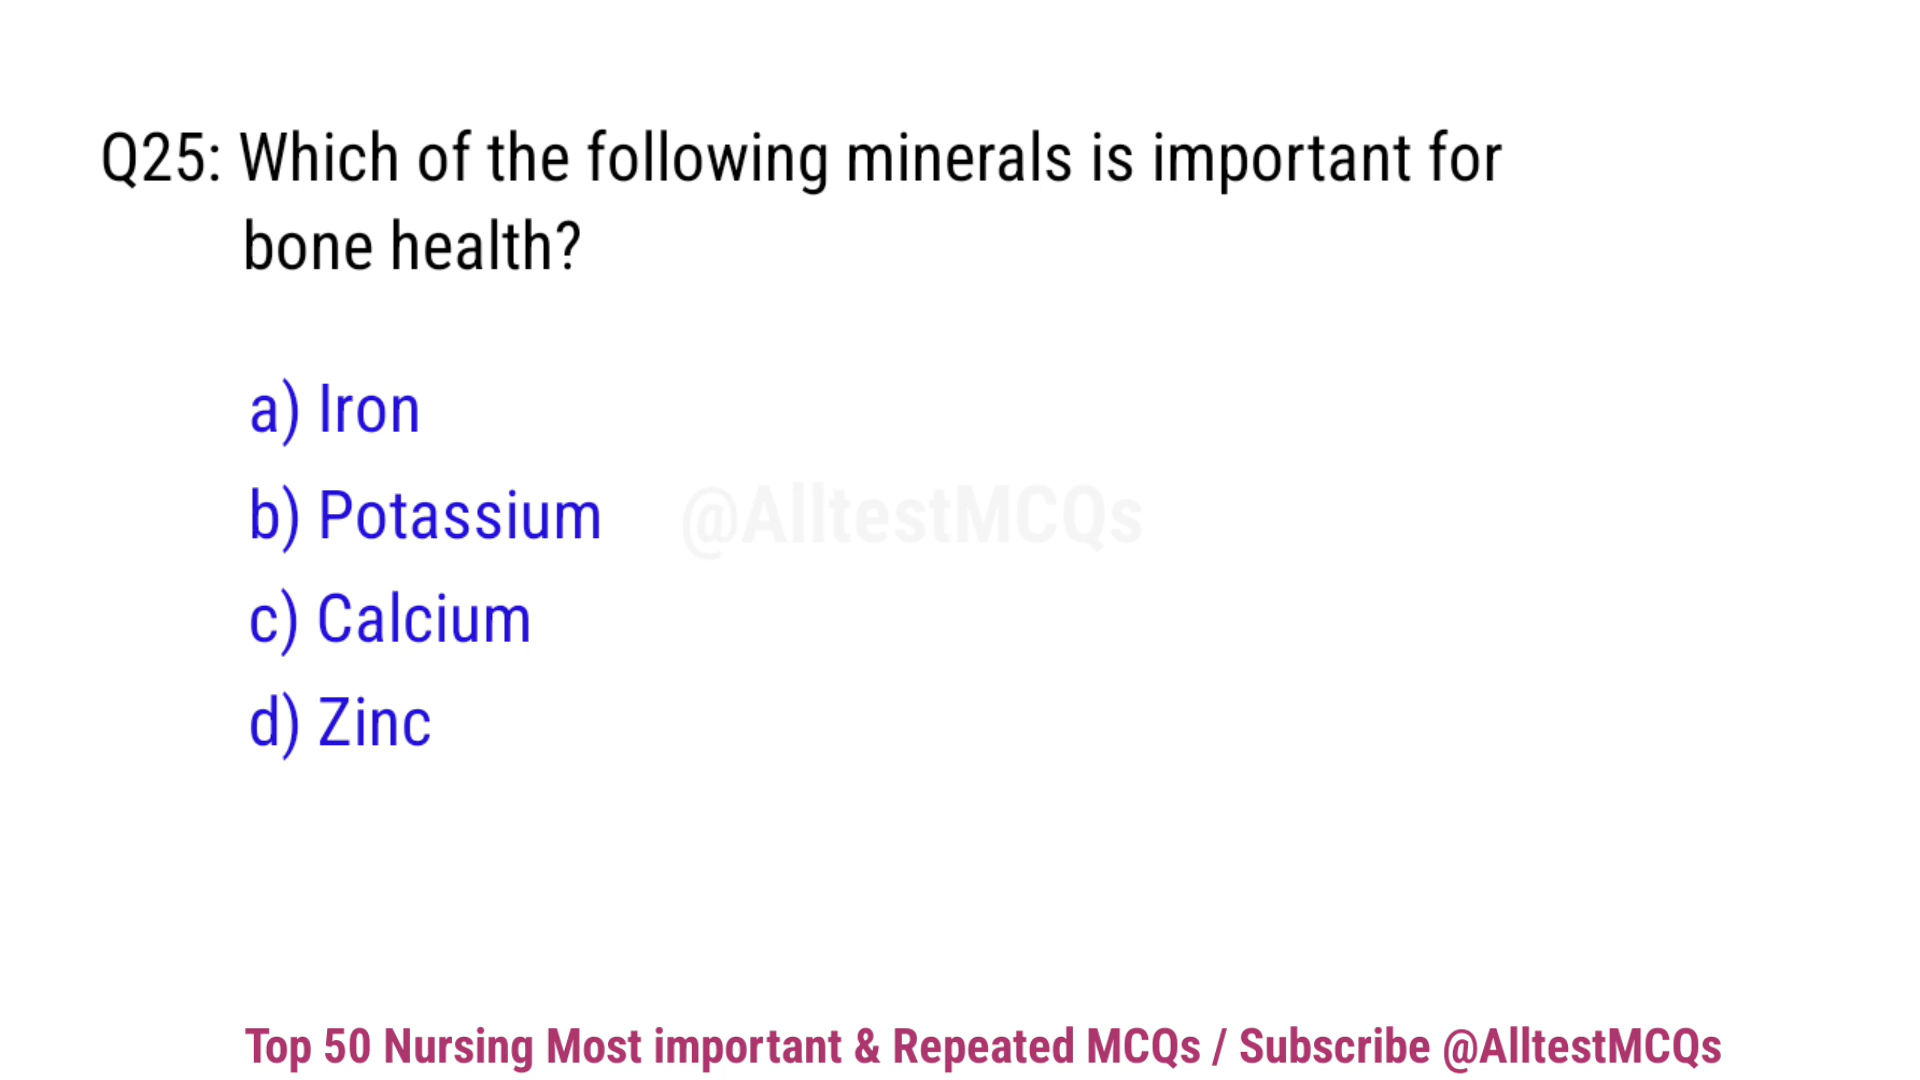 Q25: Which of the following minerals is important for
bone health?
a) Iron
b) Potassium
@AlltestMCQs
c) Calcium
d) Zinc
Top 50 Nursing Most important & Repeated MCQs / Subscribe @AlltestMCQs